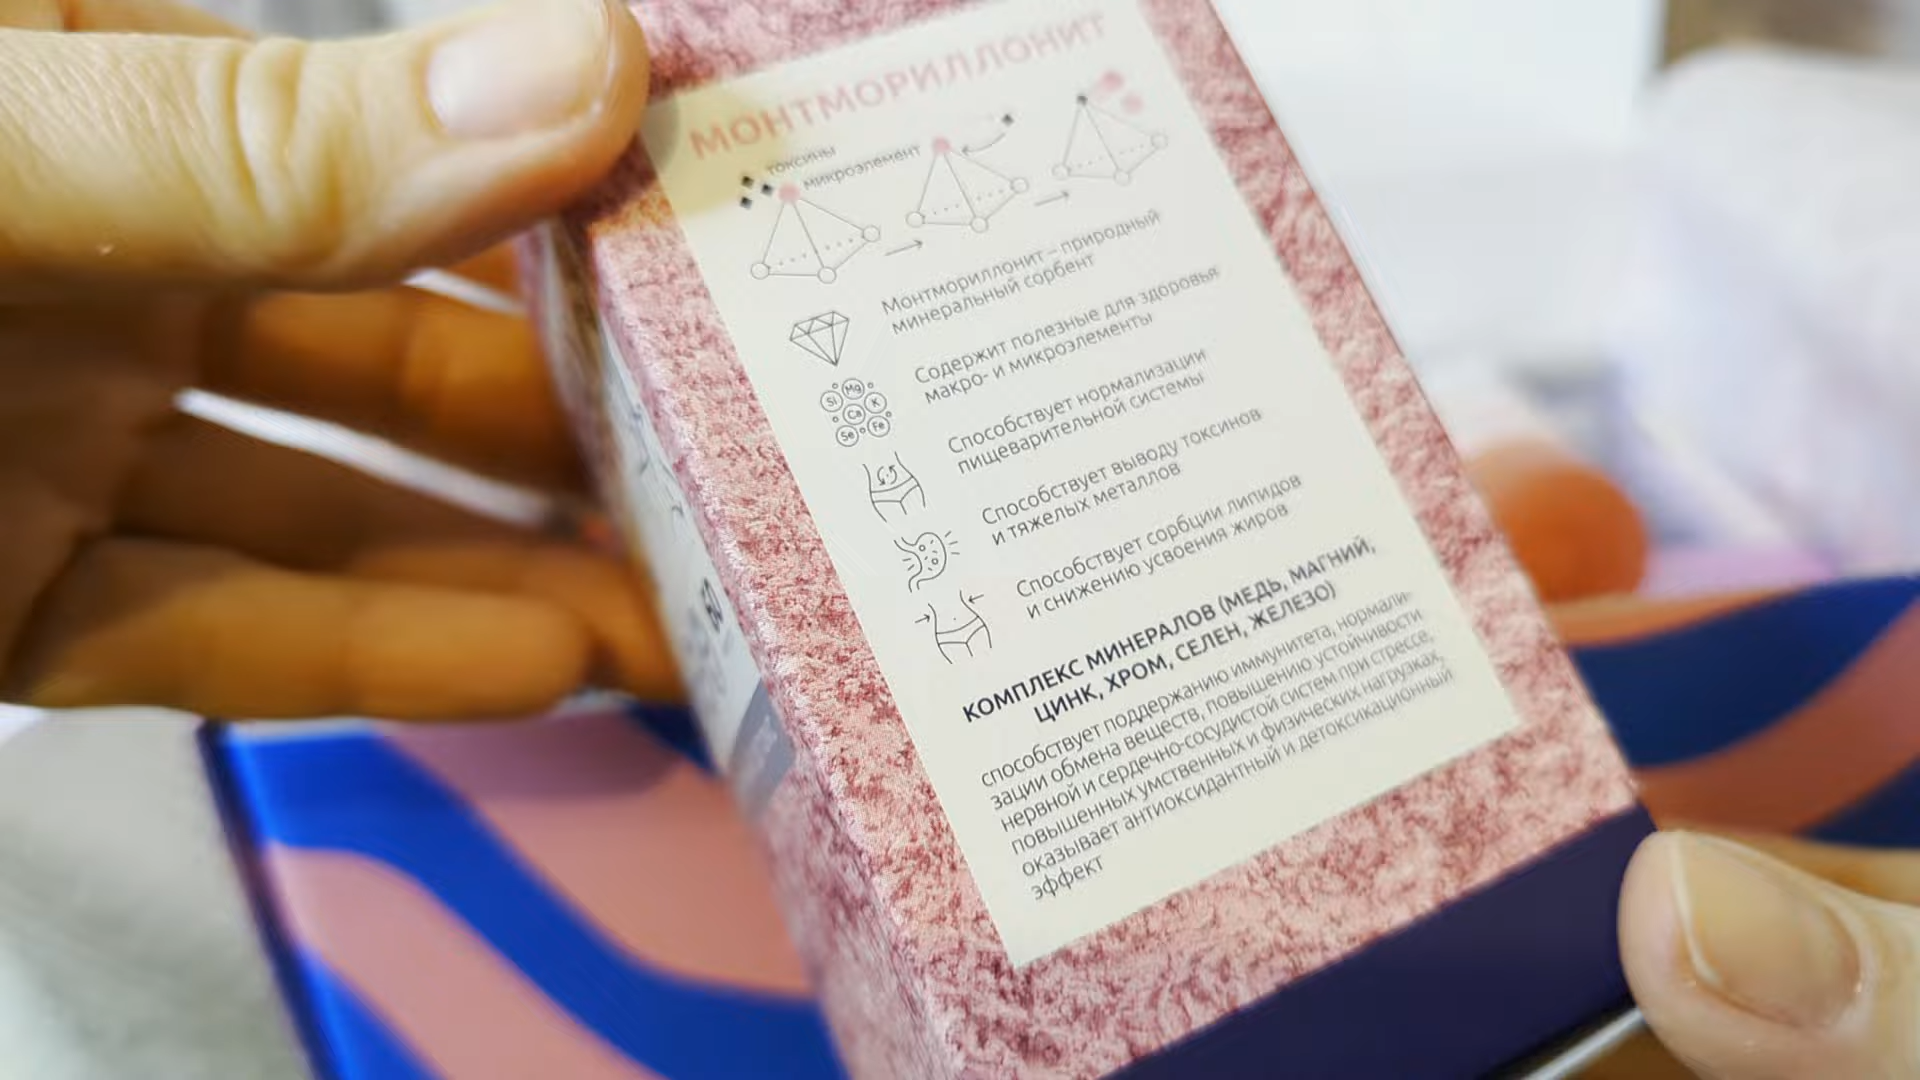 МОНТМОРИЛЛОНИТ
токсины
микроэлемент
Монтмориллонит – природный
минеральный сорбент
Содержит полезные для здоровья
макро- и микроэлементы
Si Mg Ca K Se Fe
Способствует нормализации
пищеварительной системы
Способствует выводу токсинов
и тяжелых металлов
Способствует сорбции липидов
и снижению усвоения жиров
КОМПЛЕКС МИНЕРАЛОВ (МЕДЬ, МАГНИЙ,
ЦИНК, ХРОМ, СЕЛЕН, ЖЕЛЕЗО)
способствует поддержанию иммунитета, нормали-
зации обмена веществ, повышению устойчивости
нервной и сердечно-сосудистой систем при стрессе,
повышенных умственных и физических нагрузках,
оказывает антиоксидантный и детоксикационный
эффект